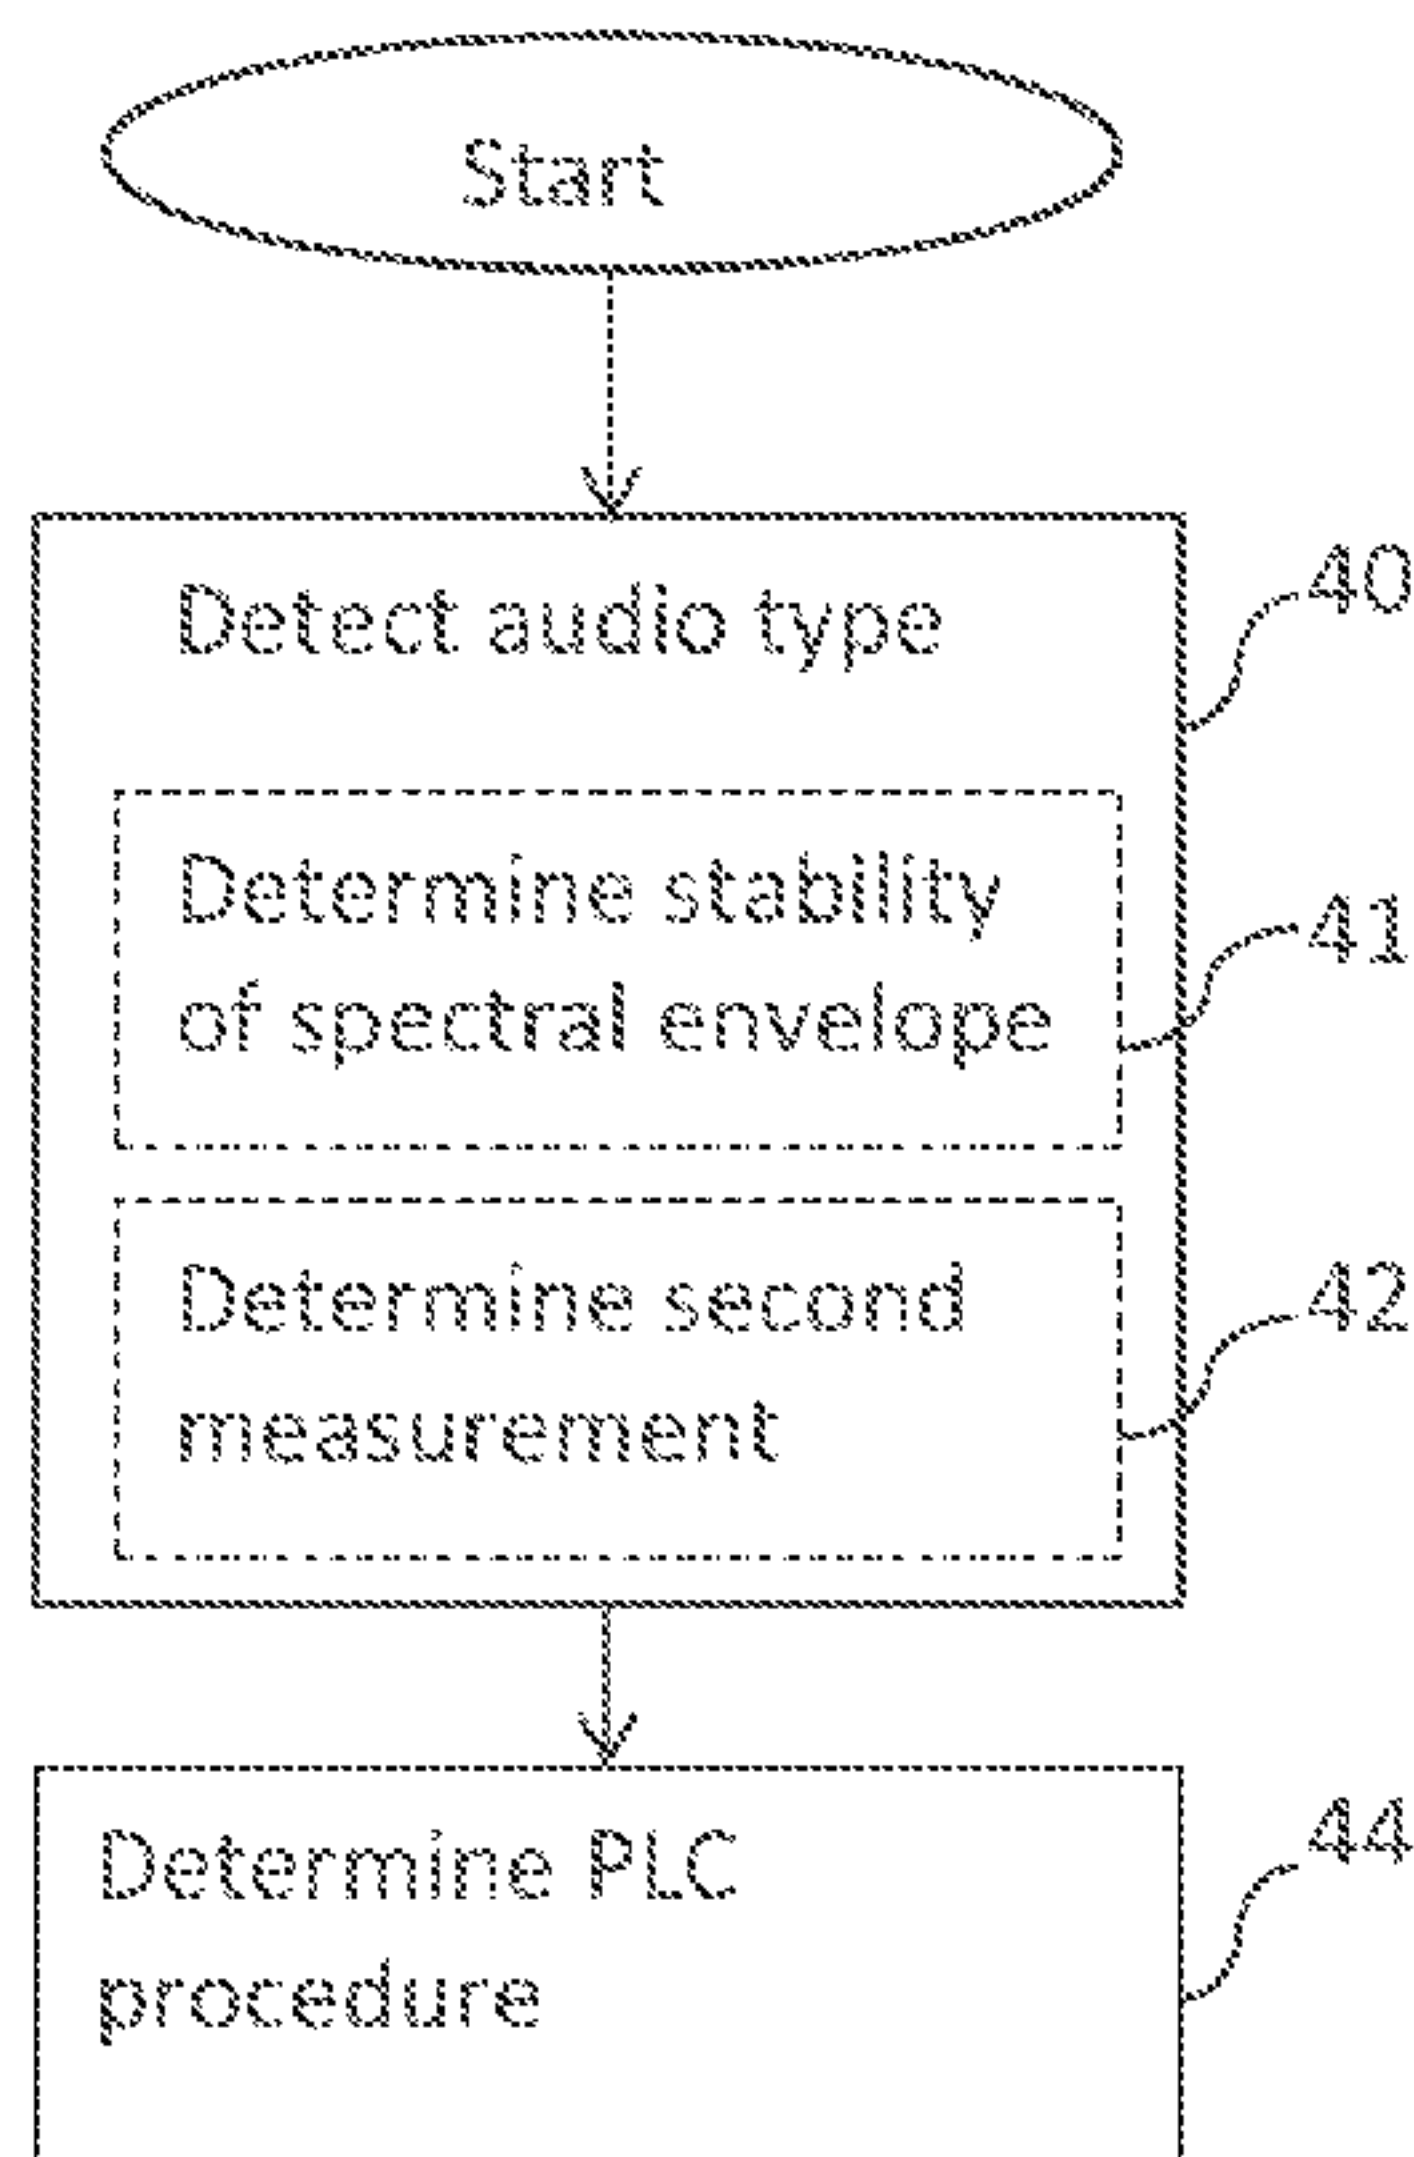 Start
Detect audio type
40
Determine stability
of spectral envelope
41
Determine second
measurement
42
Determine PLC
procedure
44